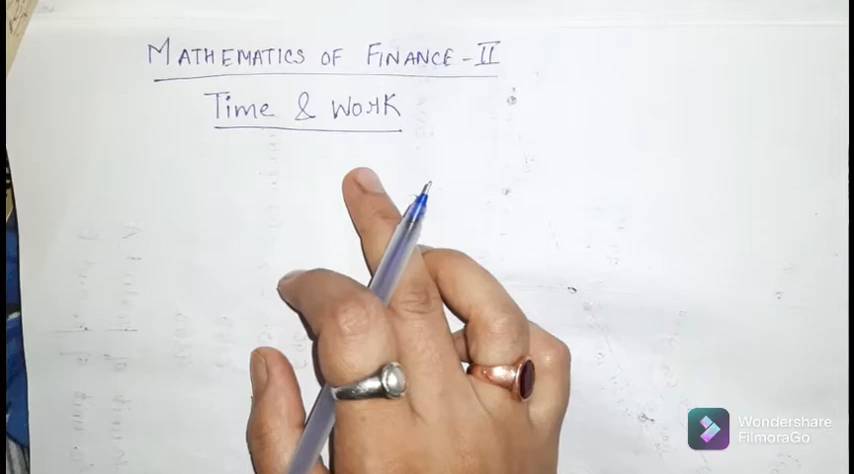 MATHEMATICS OF FINANCE - II
Time & Work
Wondershare
FilmoraGo